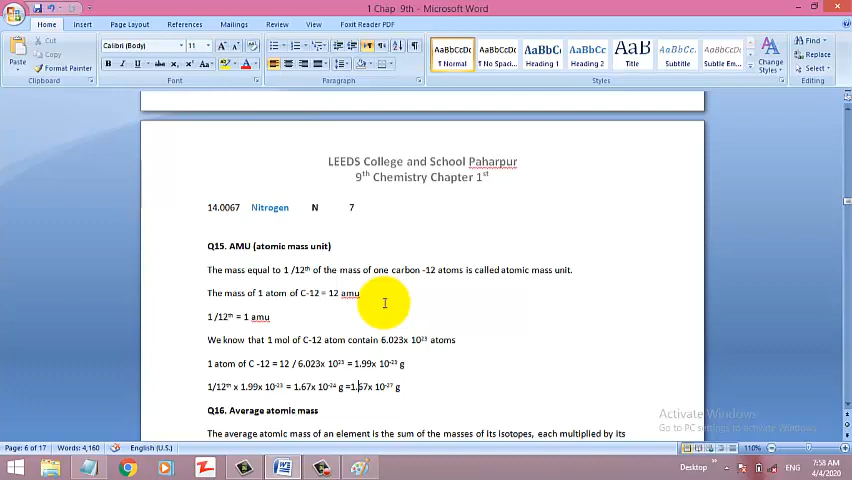 1 Chap 9th - Microsoft Word
Home Insert Page Layout References Mailings Review View Foxit Reader PDF
Cut
Copy
Format Painter
Paste
Clipboard
Calibri (Body) 11
Font
Paragraph
AaBbCcDc AaBbCcDc AaBbCc AaBbCc AaB AaBbCc. AaBbCcDc
¶ Normal ¶ No Spaci... Heading 1 Heading 2 Title Subtitle Subtle Em...
Change Styles
Styles
Find
Replace
Select
Editing
LEEDS College and School Paharpur
9th Chemistry Chapter 1st
14.0067 Nitrogen N 7
Q15. AMU (atomic mass unit)
The mass equal to 1 /12th of the mass of one carbon -12 atoms is called atomic mass unit.
The mass of 1 atom of C-12 = 12 amu
1 /12th = 1 amu
We know that 1 mol of C-12 atom contain 6.023x 10²³ atoms
1 atom of C -12 = 12 / 6.023x 10²³ = 1.99x 10⁻²³ g
1/12th x 1.99x 10⁻²³ = 1.67x 10⁻²⁴ g =1.67x 10⁻²⁷ g
Q16. Average atomic mass
The average atomic mass of an element is the sum of the masses of its isotopes, each multiplied by its
Activate Windows
Go to PC settings to activate Windows.
Page: 6 of 17 Words: 4,160 English (U.S.) 110%
Desktop ENG 7:58 AM
4/4/2020